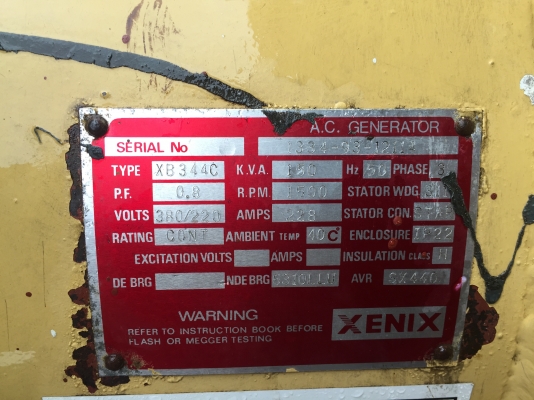 A.C. GENERATOR
SERIAL No
TYPE XB344C K.V.A. Hz 50 PHASE 3
P.F. 0.8 R.P.M. 1500 STATOR WDG.
VOLTS 380/220 AMPS STATOR CON. STAR
RATING CONT AMBIENT TEMP 40 C° ENCLOSURE IP22
EXCITATION VOLTS AMPS INSULATION CLASS H
DE BRG NDE BRG AVR SX440
WARNING
REFER TO INSTRUCTION BOOK BEFORE
FLASH OR MEGGER TESTING
XENIX